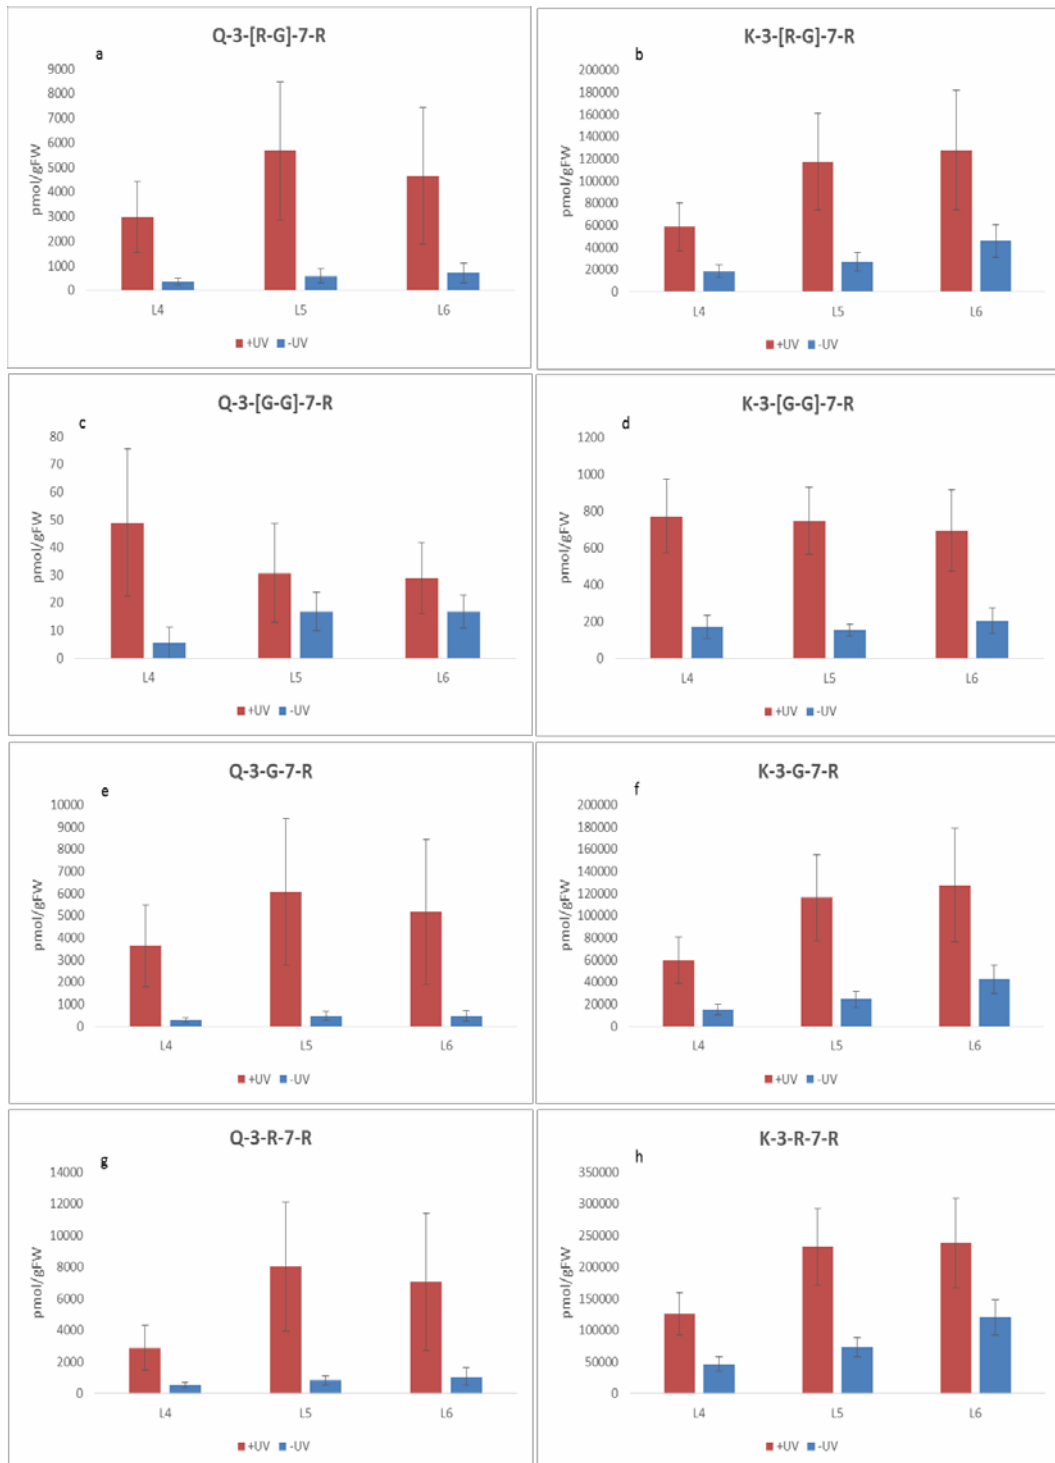 Q-3-[R-G]-7-R
a
9000
8000
7000
6000
5000
4000
3000
2000
1000
0
pmol/gFW
L4 L5 L6
+UV -UV
K-3-[R-G]-7-R
b
200000
180000
160000
140000
120000
100000
80000
60000
40000
20000
0
pmol/gFW
L4 L5 L6
+UV -UV
Q-3-[G-G]-7-R
c
80
70
60
50
40
30
20
10
0
pmol/gFW
L4 L5 L6
+UV -UV
K-3-[G-G]-7-R
d
1200
1000
800
600
400
200
0
pmol/gFW
L4 L5 L6
+UV -UV
Q-3-G-7-R
e
10000
9000
8000
7000
6000
5000
4000
3000
2000
1000
0
pmol/gFW
L4 L5 L6
+UV -UV
K-3-G-7-R
f
200000
180000
160000
140000
120000
100000
80000
60000
40000
20000
0
pmol/gFW
L4 L5 L6
+UV -UV
Q-3-R-7-R
g
14000
12000
10000
8000
6000
4000
2000
0
pmol/gFW
L4 L5 L6
+UV -UV
K-3-R-7-R
h
350000
300000
250000
200000
150000
100000
50000
0
pmol/gFW
L4 L5 L6
+UV -UV